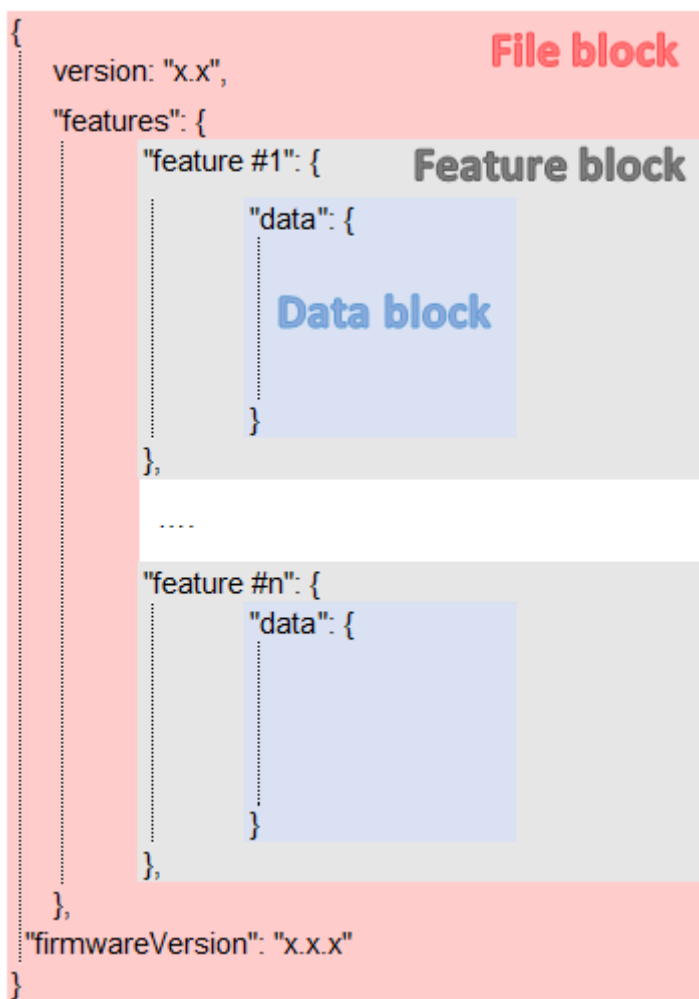 {
File block
version: "x.x",
"features": {
"feature #1": {
Feature block
"data": {
Data block
}
},
....
"feature #n": {
"data": {
}
},
},
"firmwareVersion": "x.x.x"
}